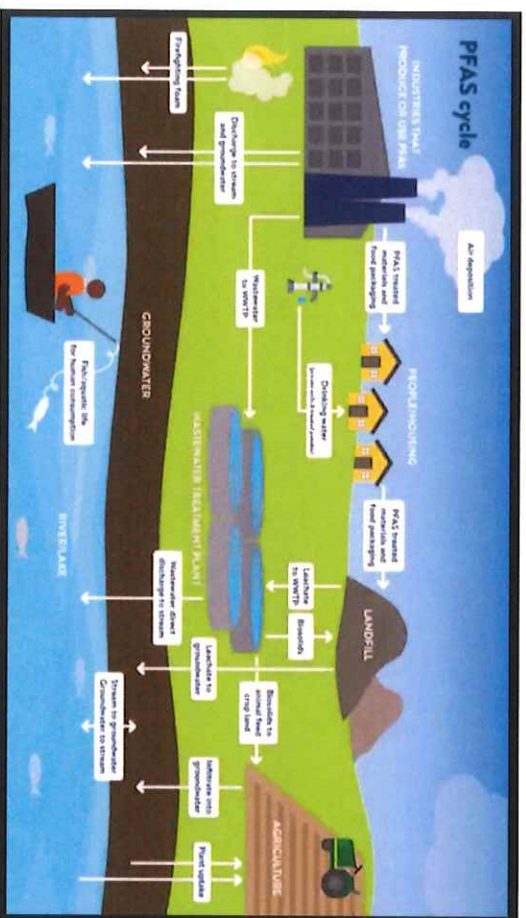 PFAS cycle
Air deposition
INDUSTRIES THAT
PRODUCE OR USE PFAS
PFAS treated
materials and
food packaging
PEOPLE/HOUSING
PFAS treated
materials and
food packaging
LANDFILL
Firefighting foam
Discharge to stream
and groundwater
Wastewater
to WWTP
Drinking water
Leachate
to WWTP
Biosolids
WASTEWATER TREATMENT PLANT
Biosolids to
animal feed
crop land
AGRICULTURE
Wastewater direct
discharge to stream
Leachate to
groundwater
Infiltrate into
groundwater
Plant uptake
GROUNDWATER
Stream to groundwater
Groundwater to stream
Fish/aquatic life
for human consumption
RIVER/LAKE